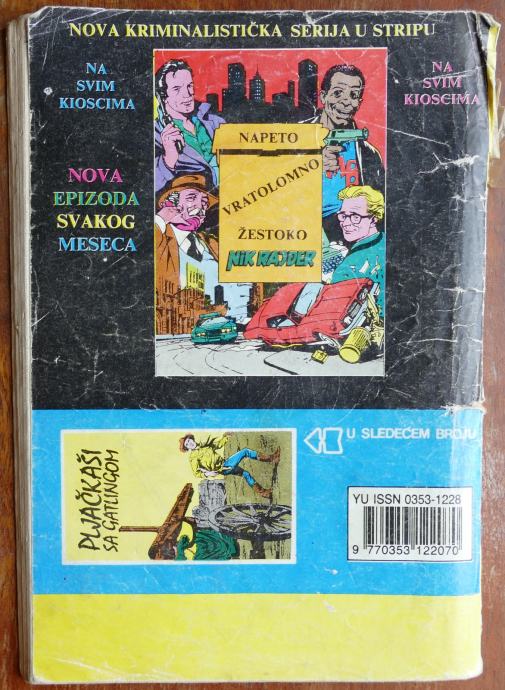 NOVA KRIMINALISTIČKA SERIJA U STRIPU
NA
SVIM
KIOSCIMA
NA
SVIM
KIOSCIMA
NOVA
EPIZODA
SVAKOG
MESECA
NAPETO
VRATOLOMNO
ŽESTOKO
NIK RAJDER
U SLEDEĆEM BROJU
PLJAČKAŠI
SA GATLINGOM
YU ISSN 0353-1228
9 770353 122070